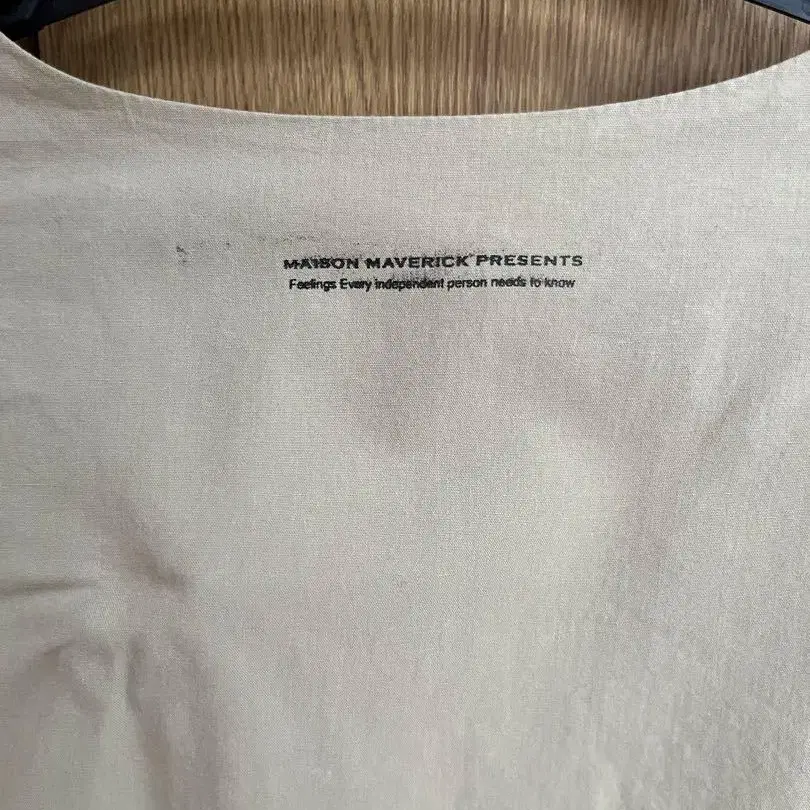 MAISON MAVERICK PRESENTS
Feelings Every independent person needs to know